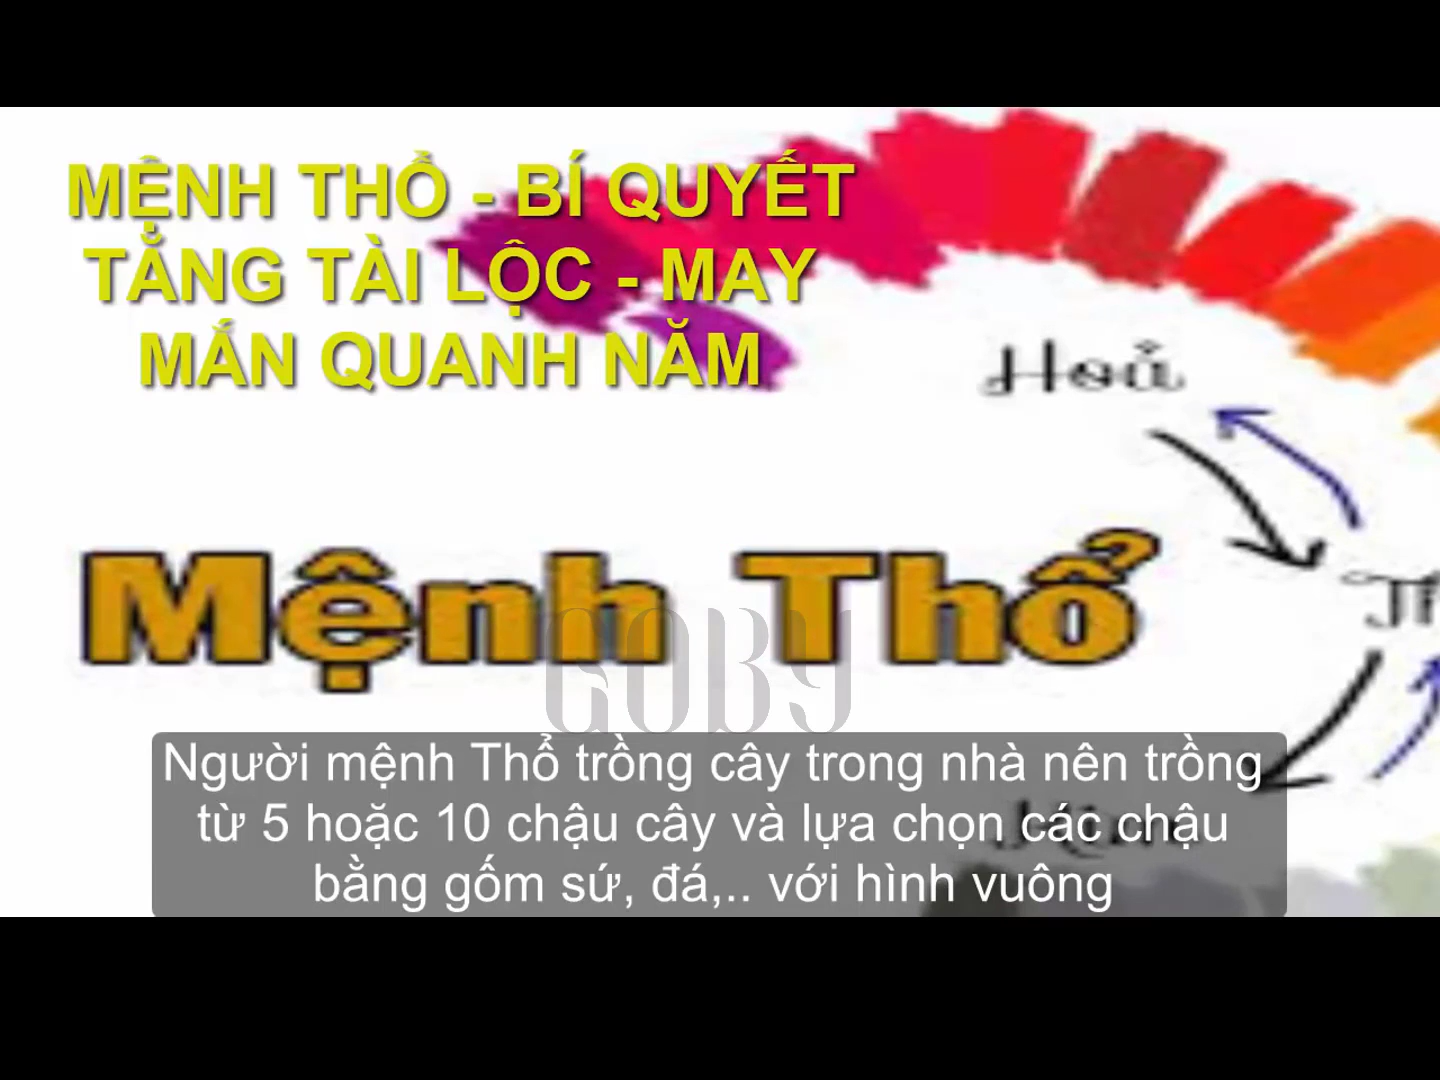 MỆNH THỔ - BÍ QUYẾT
TĂNG TÀI LỘC - MAY
MẮN QUANH NĂM
Hoả
Mệnh Thổ
GOBY
Người mệnh Thổ trồng cây trong nhà nên trồng
từ 5 hoặc 10 chậu cây và lựa chọn các chậu
bằng gốm sứ, đá,.. với hình vuông